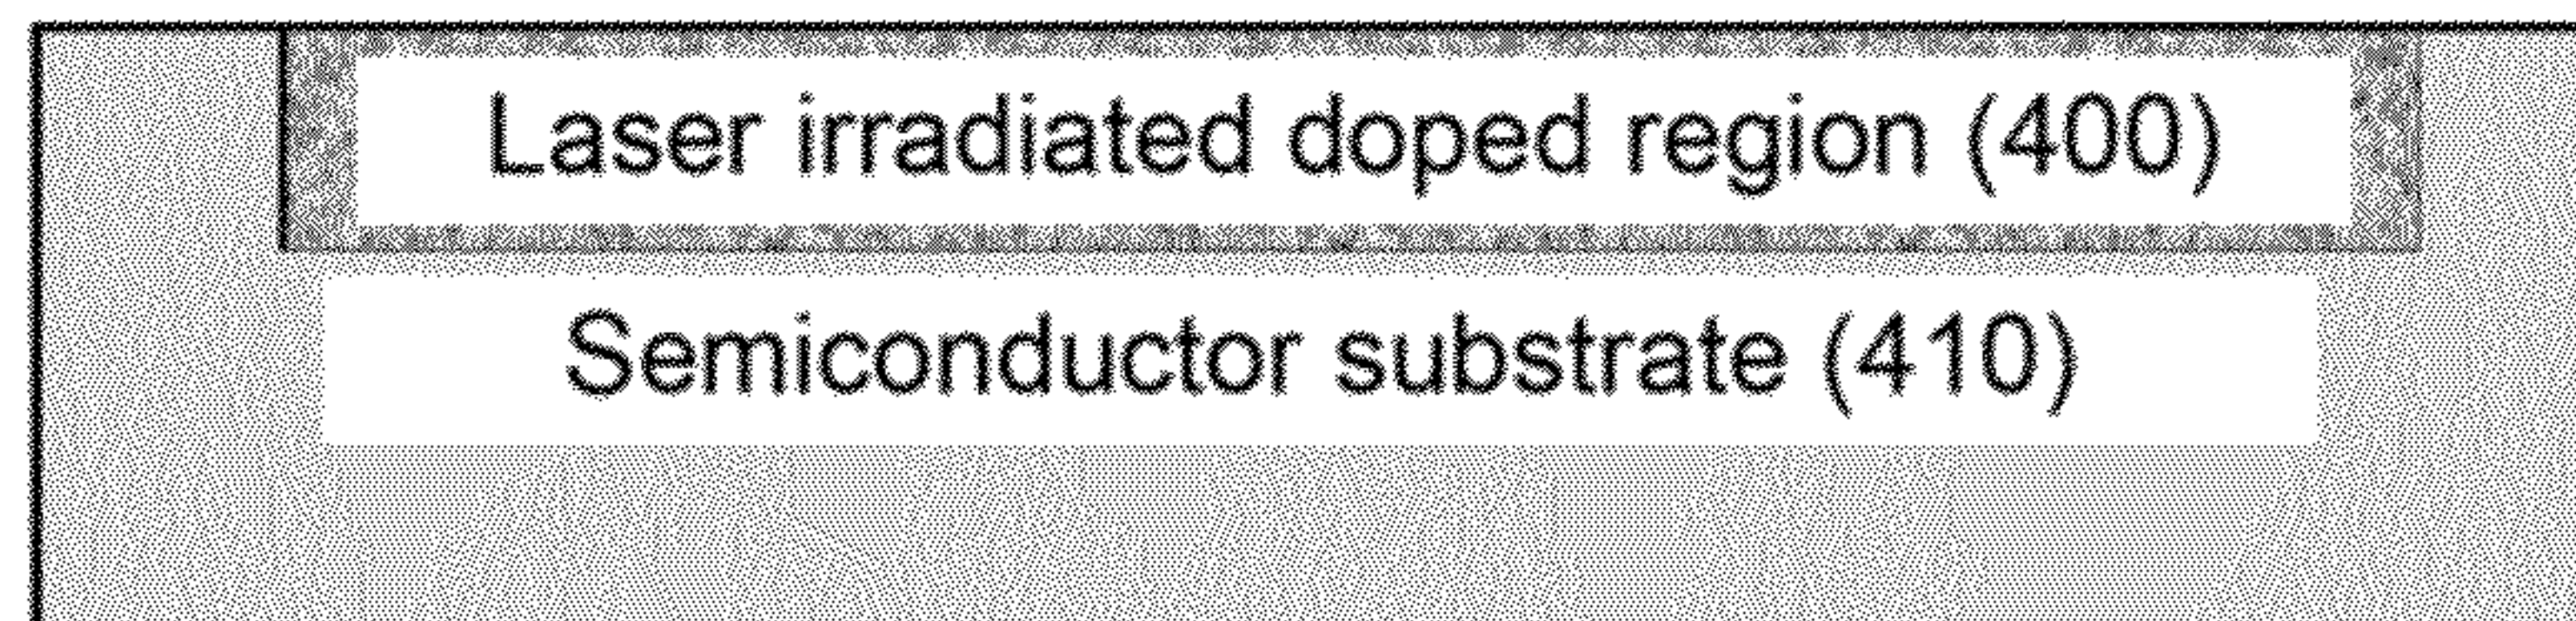 Laser irradiated doped region (400)
Semiconductor substrate (410)